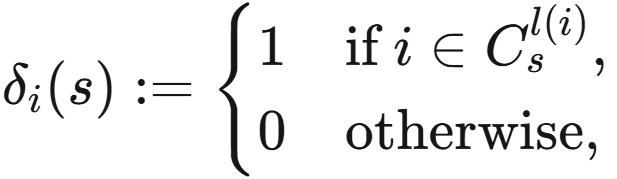 δ_i(s) := { 1 if i ∈ C_s^{l(i)},
0 otherwise,